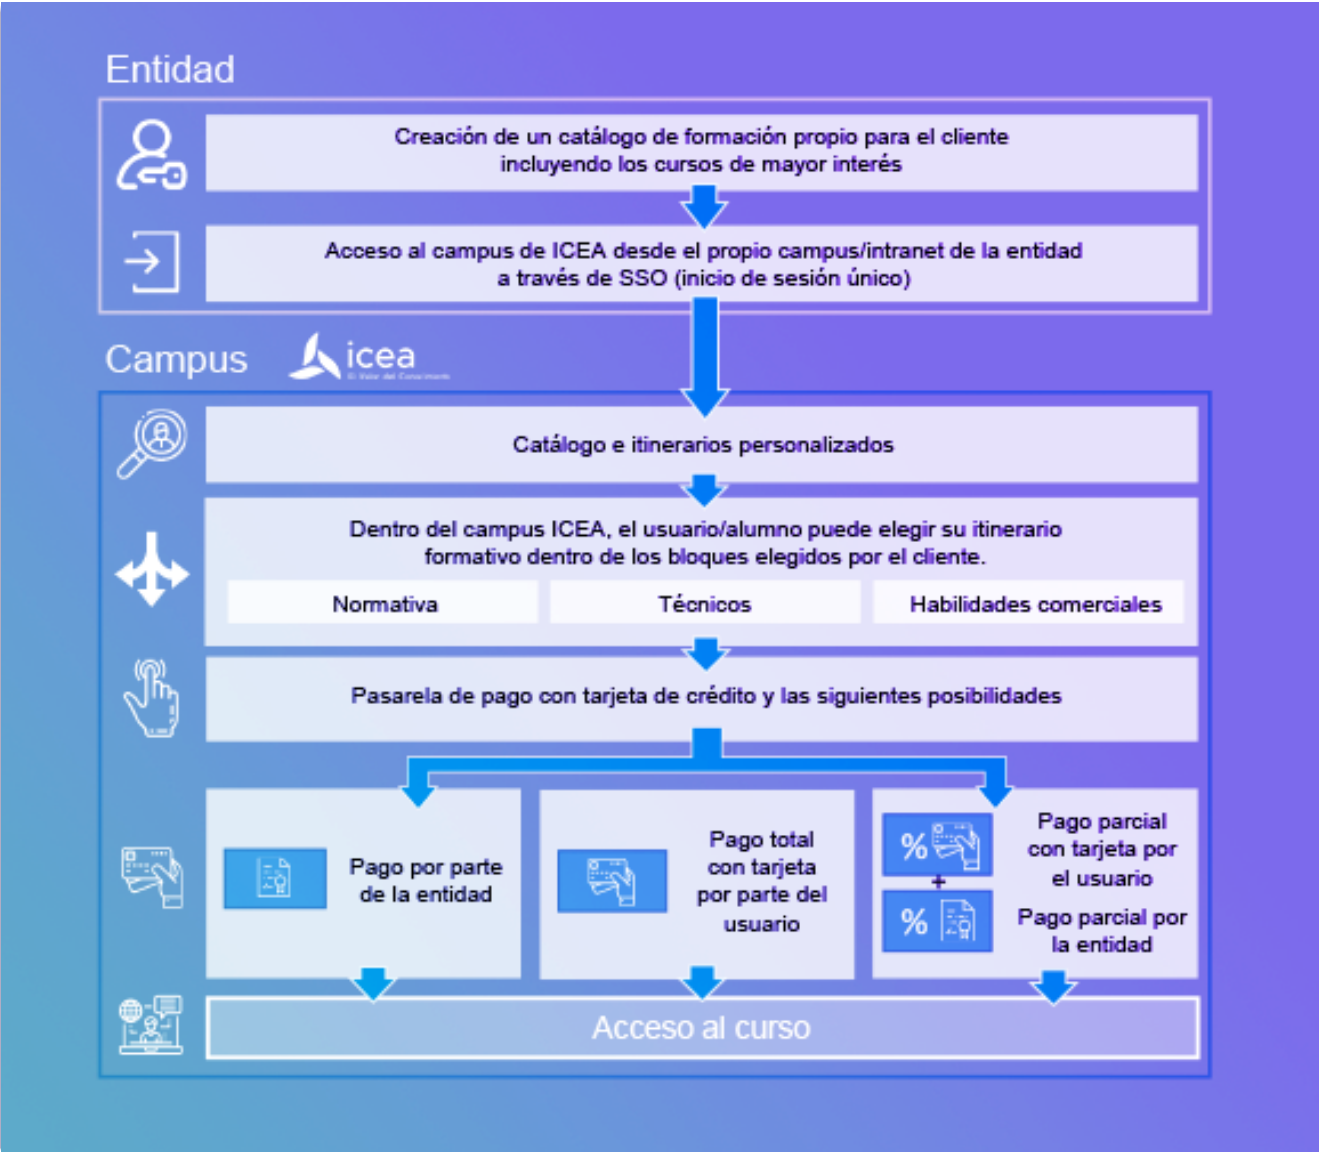 Entidad
Creación de un catálogo de formación propio para el cliente
incluyendo los cursos de mayor interés
Acceso al campus de ICEA desde el propio campus/intranet de la entidad
a través de SSO (inicio de sesión único)
Campus
icea
El Valor del Conocimiento
Catálogo e itinerarios personalizados
Dentro del campus ICEA, el usuario/alumno puede elegir su itinerario
formativo dentro de los bloques elegidos por el cliente.
Normativa
Técnicos
Habilidades comerciales
Pasarela de pago con tarjeta de crédito y las siguientes posibilidades
Pago por parte
de la entidad
Pago total
con tarjeta
por parte del
usuario
%
+
%
Pago parcial
con tarjeta por
el usuario
Pago parcial por
la entidad
Acceso al curso